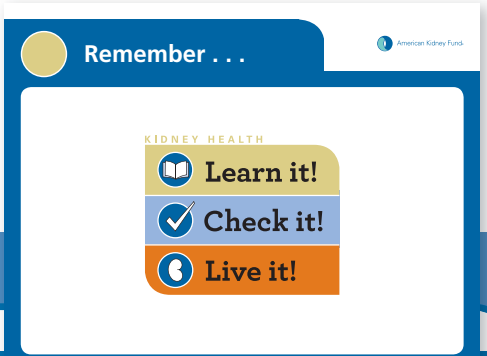 Remember . . .
American Kidney Fund®
KIDNEY HEALTH
Learn it!
Check it!
Live it!